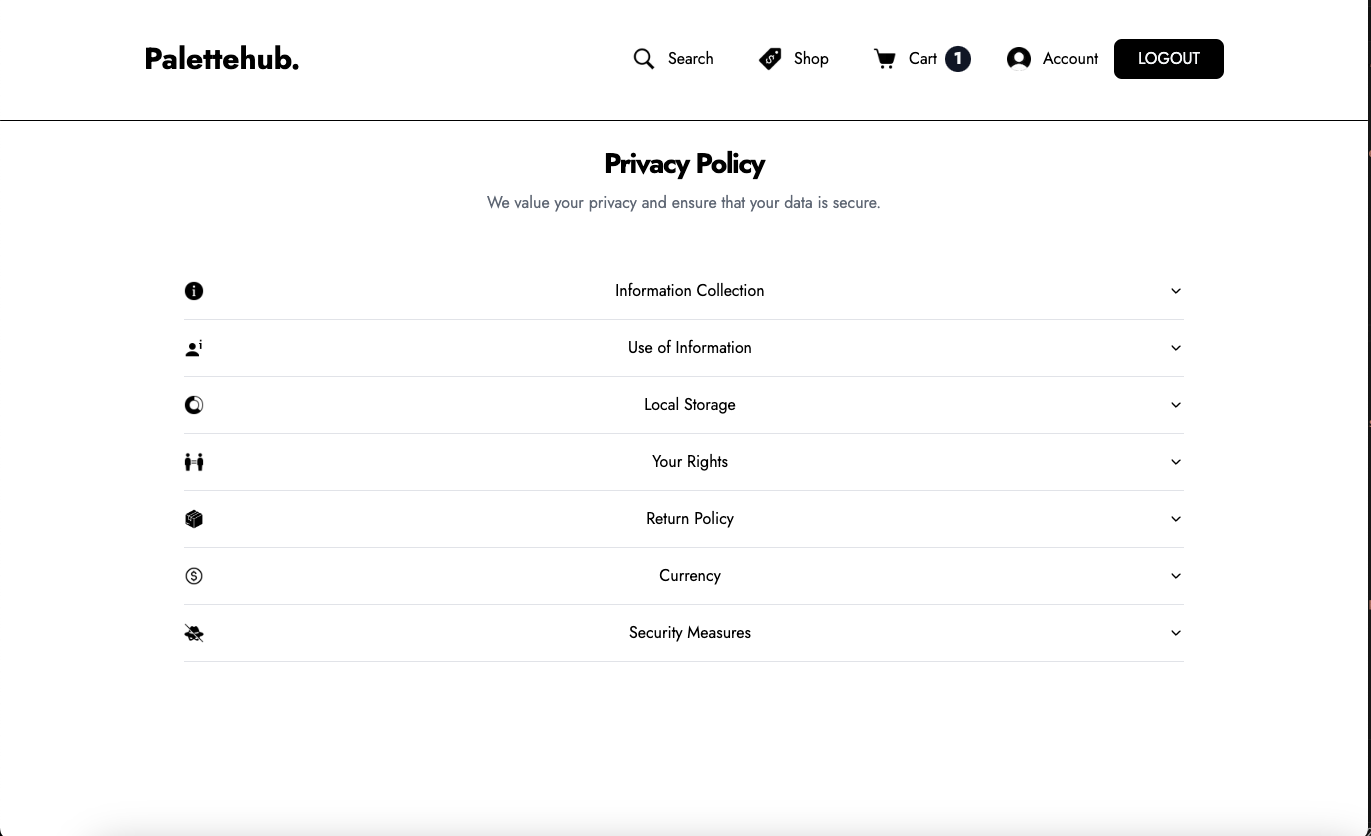 Palettehub.
Search
Shop
Cart 1
Account
LOGOUT
Privacy Policy
We value your privacy and ensure that your data is secure.
Information Collection
Use of Information
Local Storage
Your Rights
Return Policy
Currency
Security Measures